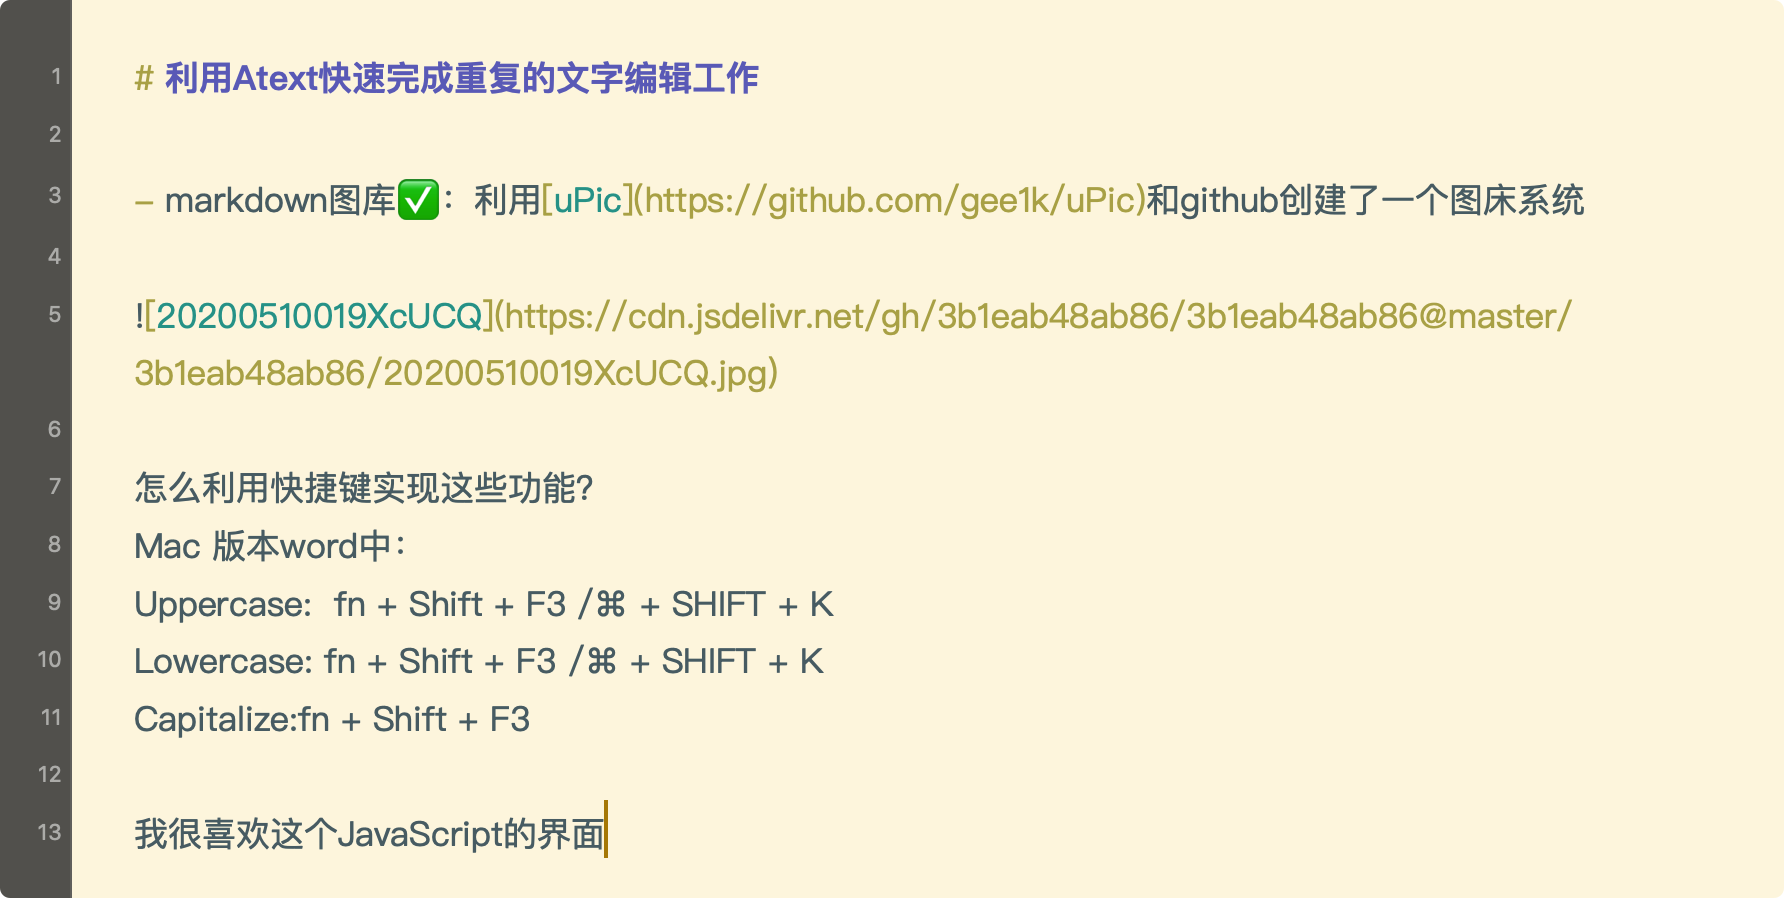 1 # 利用Atext快速完成重复的文字编辑工作
2
3 - markdown图库✅：利用[uPic](https://github.com/gee1k/uPic)和github创建了一个图床系统
4
5 ![20200510019XcUCQ](https://cdn.jsdelivr.net/gh/3b1eab48ab86/3b1eab48ab86@master/
3b1eab48ab86/20200510019XcUCQ.jpg)
6
7 怎么利用快捷键实现这些功能?
8 Mac 版本word中：
9 Uppercase:  fn + Shift + F3 /⌘ + SHIFT + K
10 Lowercase: fn + Shift + F3 /⌘ + SHIFT + K
11 Capitalize:fn + Shift + F3
12
13 我很喜欢这个JavaScript的界面